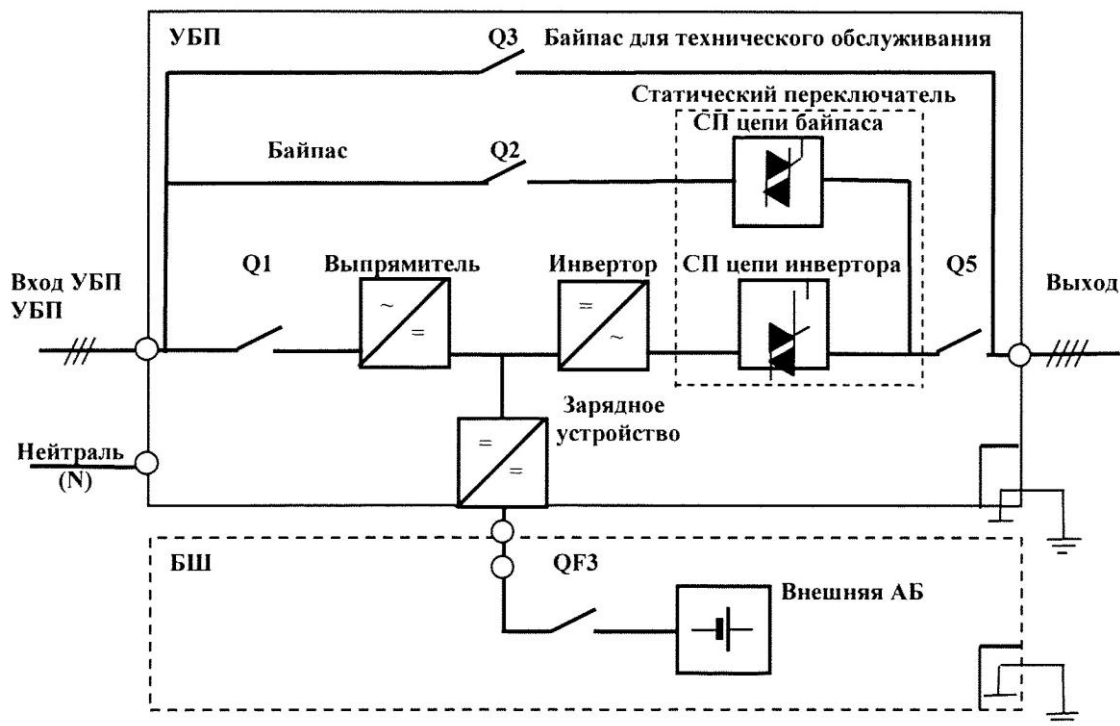 УБП
Q3
Байпас для технического обслуживания
Статический переключатель
СП цепи байпаса
Байпас
Q2
Q1
Выпрямитель
Инвертор
СП цепи инвертора
Q5
Вход УБП
УБП
Выход
~
=
=
~
Зарядное
устройство
=
=
Нейтраль
(N)
БШ
QF3
Внешняя АБ